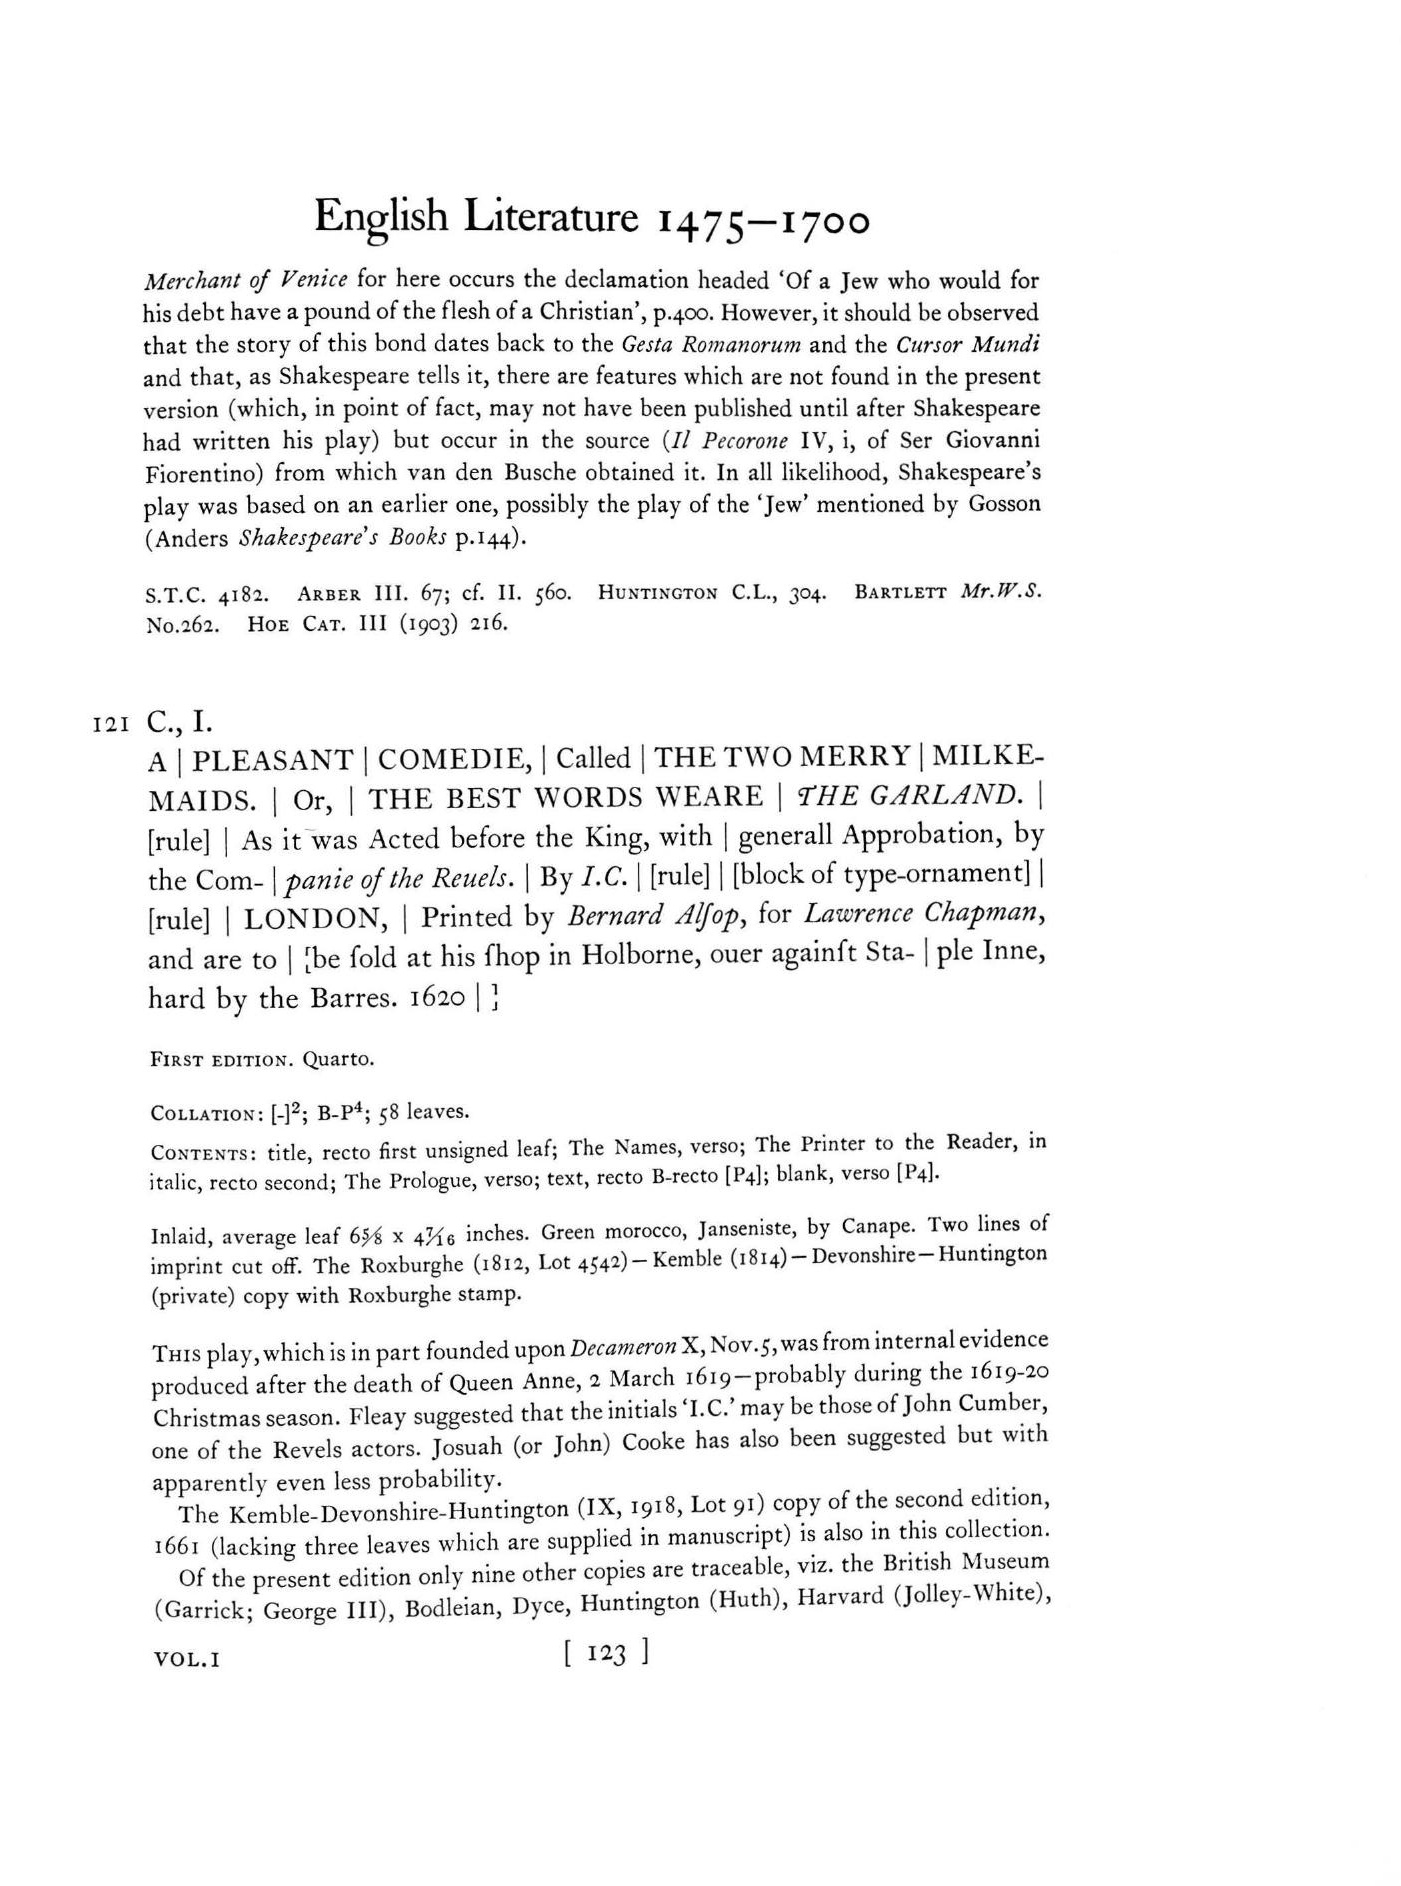 English Literature 1475—1700
Merchant of Venice for here occurs the declamation headed ‘Of a Jew who would for
his debt have a pound of the flesh of a Christian’, p.400. However, it should be observed
that the story of this bond dates back to the Gesta Romanorum and the Cursor Mundi
and that, as Shakespeare tells it, there are features which are not found in the present
version (which, in point of fact, may not have been published until after Shakespeare
had written his play) but occur in the source (Il Pecorone IV, i, of Ser Giovanni
Fiorentino) from which van den Busche obtained it. In all likelihood, Shakespeare’s
play was based on an earlier one, possibly the play of the ‘Jew’ mentioned by Gosson
(Anders Shakespeare’s Books p.144).
S.T.C. 4182. Arber III. 67; cf. II. 560. Huntington C.L., 304. Bartlett Mr.W.S.
No.262. Hoe Cat. III (1903) 216.
121 C., I.
A | PLEASANT | COMEDIE, | Called | THE TWO MERRY | MILKE-
MAIDS. | Or, | THE BEST WORDS WEARE | THE GARLAND. |
[rule] | As it was Acted before the King, with | generall Approbation, by
the Com- | panie of the Reuels. | By I.C. | [rule] | [block of type-ornament] |
[rule] | LONDON, | Printed by Bernard Alſop, for Lawrence Chapman,
and are to | [be ſold at his ſhop in Holborne, ouer againſt Sta- | ple Inne,
hard by the Barres. 1620 | ]
First edition. Quarto.
Collation: [-]²; B-P⁴; 58 leaves.
Contents: title, recto first unsigned leaf; The Names, verso; The Printer to the Reader, in
italic, recto second; The Prologue, verso; text, recto B-recto [P4]; blank, verso [P4].
Inlaid, average leaf 6⅝ x 4⁷⁄₁₆ inches. Green morocco, Janseniste, by Canape. Two lines of
imprint cut off. The Roxburghe (1812, Lot 4542)—Kemble (1814)—Devonshire—Huntington
(private) copy with Roxburghe stamp.
This play, which is in part founded upon Decameron X, Nov.5, was from internal evidence
produced after the death of Queen Anne, 2 March 1619—probably during the 1619-20
Christmas season. Fleay suggested that the initials ‘I.C.’ may be those of John Cumber,
one of the Revels actors. Josuah (or John) Cooke has also been suggested but with
apparently even less probability.
The Kemble-Devonshire-Huntington (IX, 1918, Lot 91) copy of the second edition,
1661 (lacking three leaves which are supplied in manuscript) is also in this collection.
Of the present edition only nine other copies are traceable, viz. the British Museum
(Garrick; George III), Bodleian, Dyce, Huntington (Huth), Harvard (Jolley-White),
VOL.I [ 123 ]